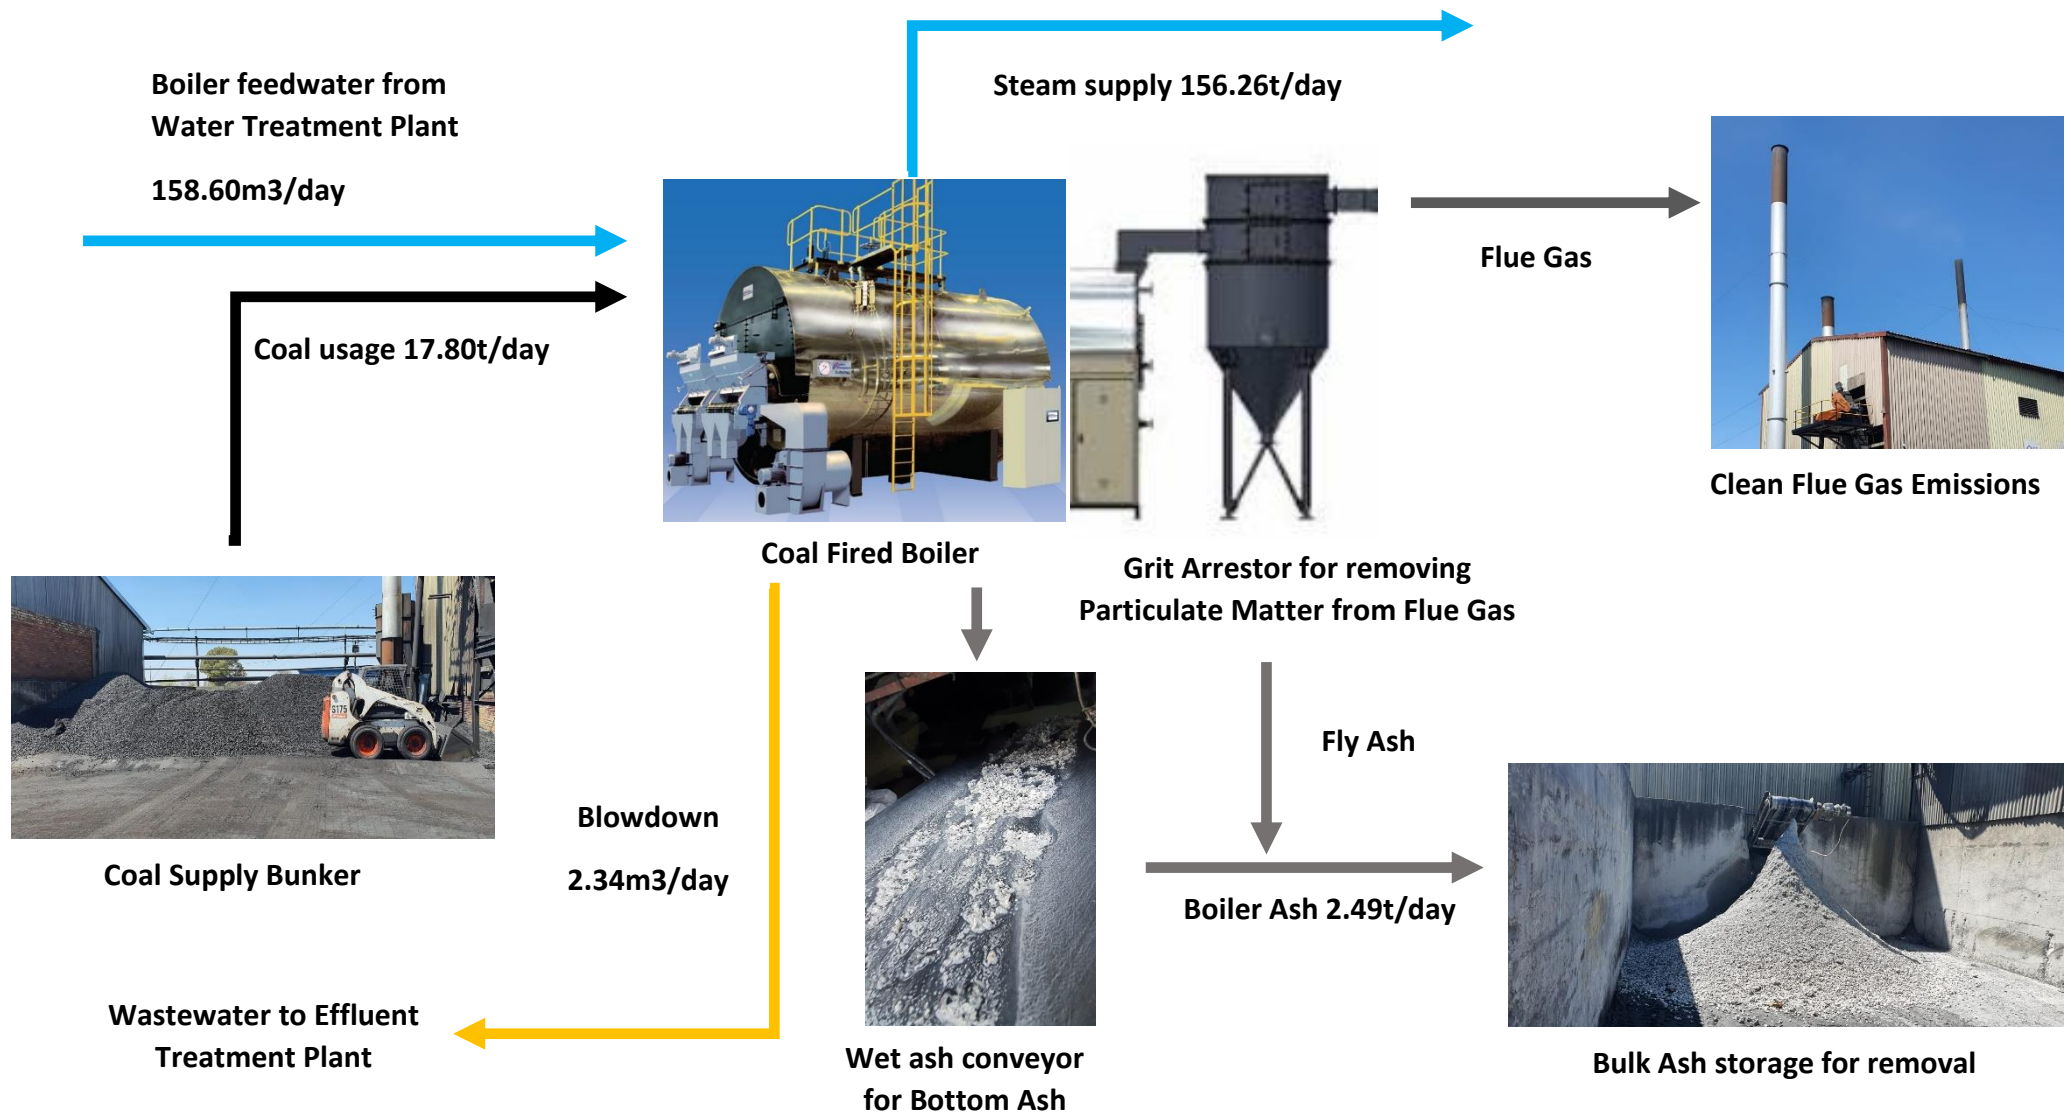 Boiler feedwater from
Water Treatment Plant
158.60m3/day
Steam supply 156.26t/day
Flue Gas
Coal usage 17.80t/day
Clean Flue Gas Emissions
Coal Fired Boiler
Grit Arrestor for removing
Particulate Matter from Flue Gas
S175
Fly Ash
Blowdown
2.34m3/day
Coal Supply Bunker
Boiler Ash 2.49t/day
Wastewater to Effluent
Treatment Plant
Wet ash conveyor
for Bottom Ash
Bulk Ash storage for removal